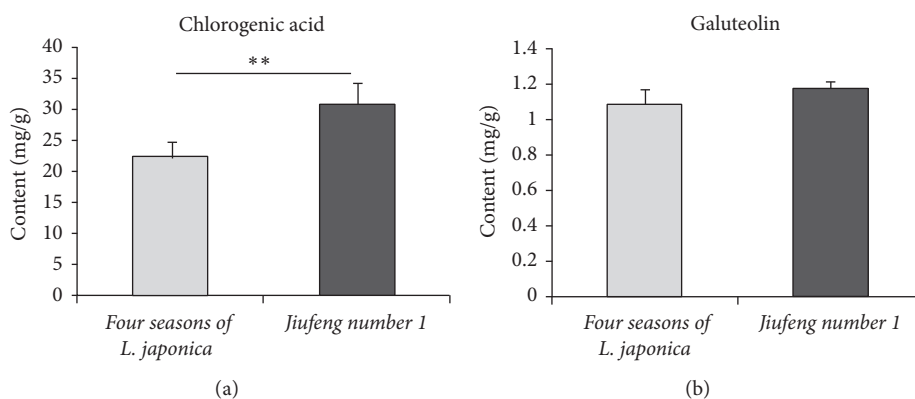 Chlorogenic acid
40
35
30
25
20
15
10
5
0
Content (mg/g)
**
Four seasons of
L. japonica
Jiufeng number 1
(a)
Galuteolin
1.4
1.2
1
0.8
0.6
0.4
0.2
0
Content (mg/g)
Four seasons of
L. japonica
Jiufeng number 1
(b)